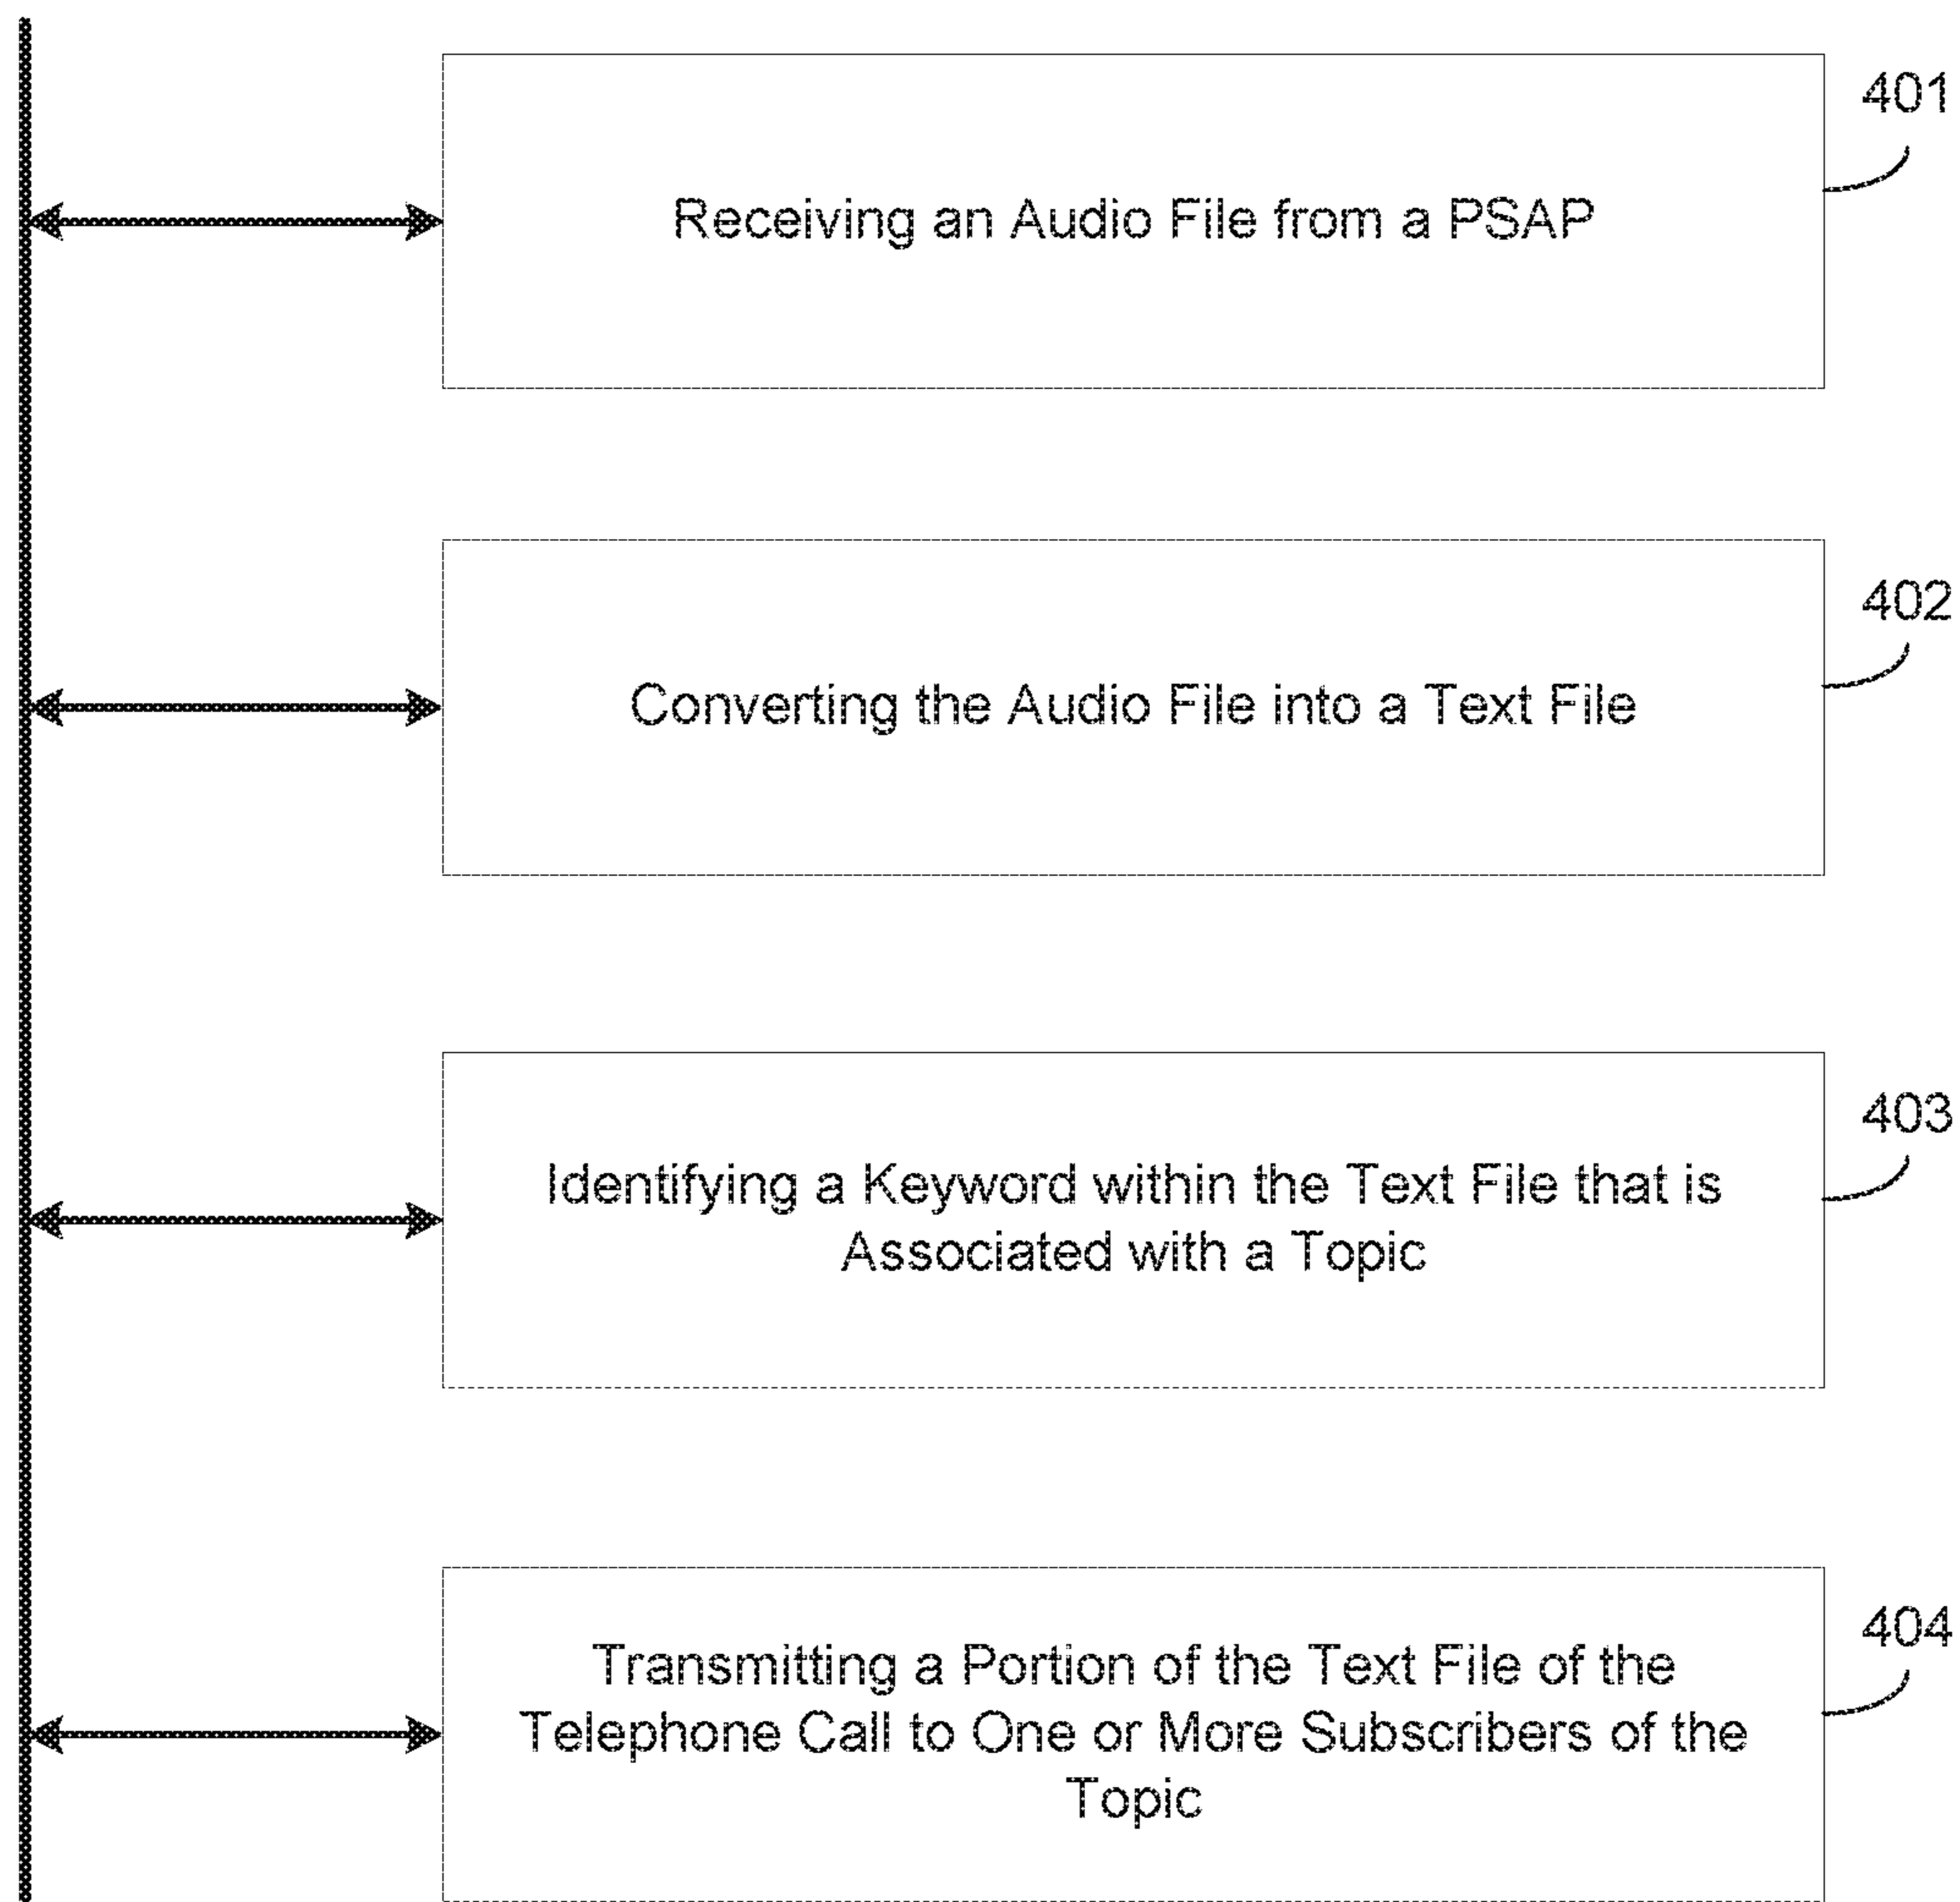 401
Receiving an Audio File from a PSAP
402
Converting the Audio File into a Text File
403
Identifying a Keyword within the Text File that is
Associated with a Topic
404
Transmitting a Portion of the Text File of the
Telephone Call to One or More Subscribers of the
Topic